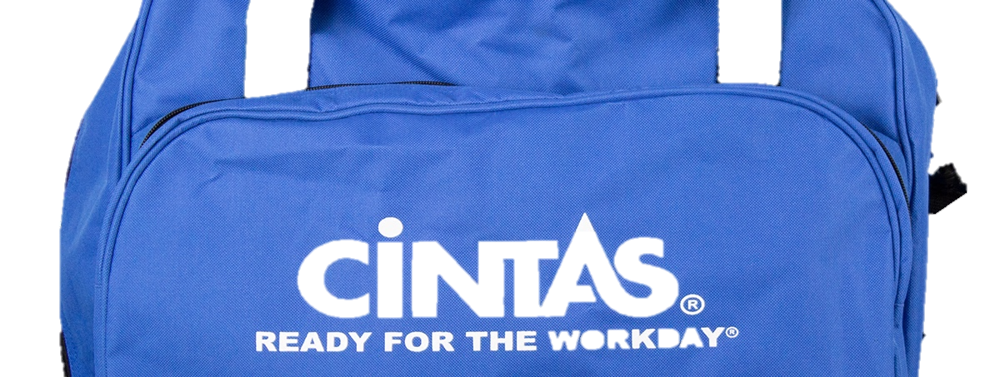 CiNTAS®
READY FOR THE WORKDAY®